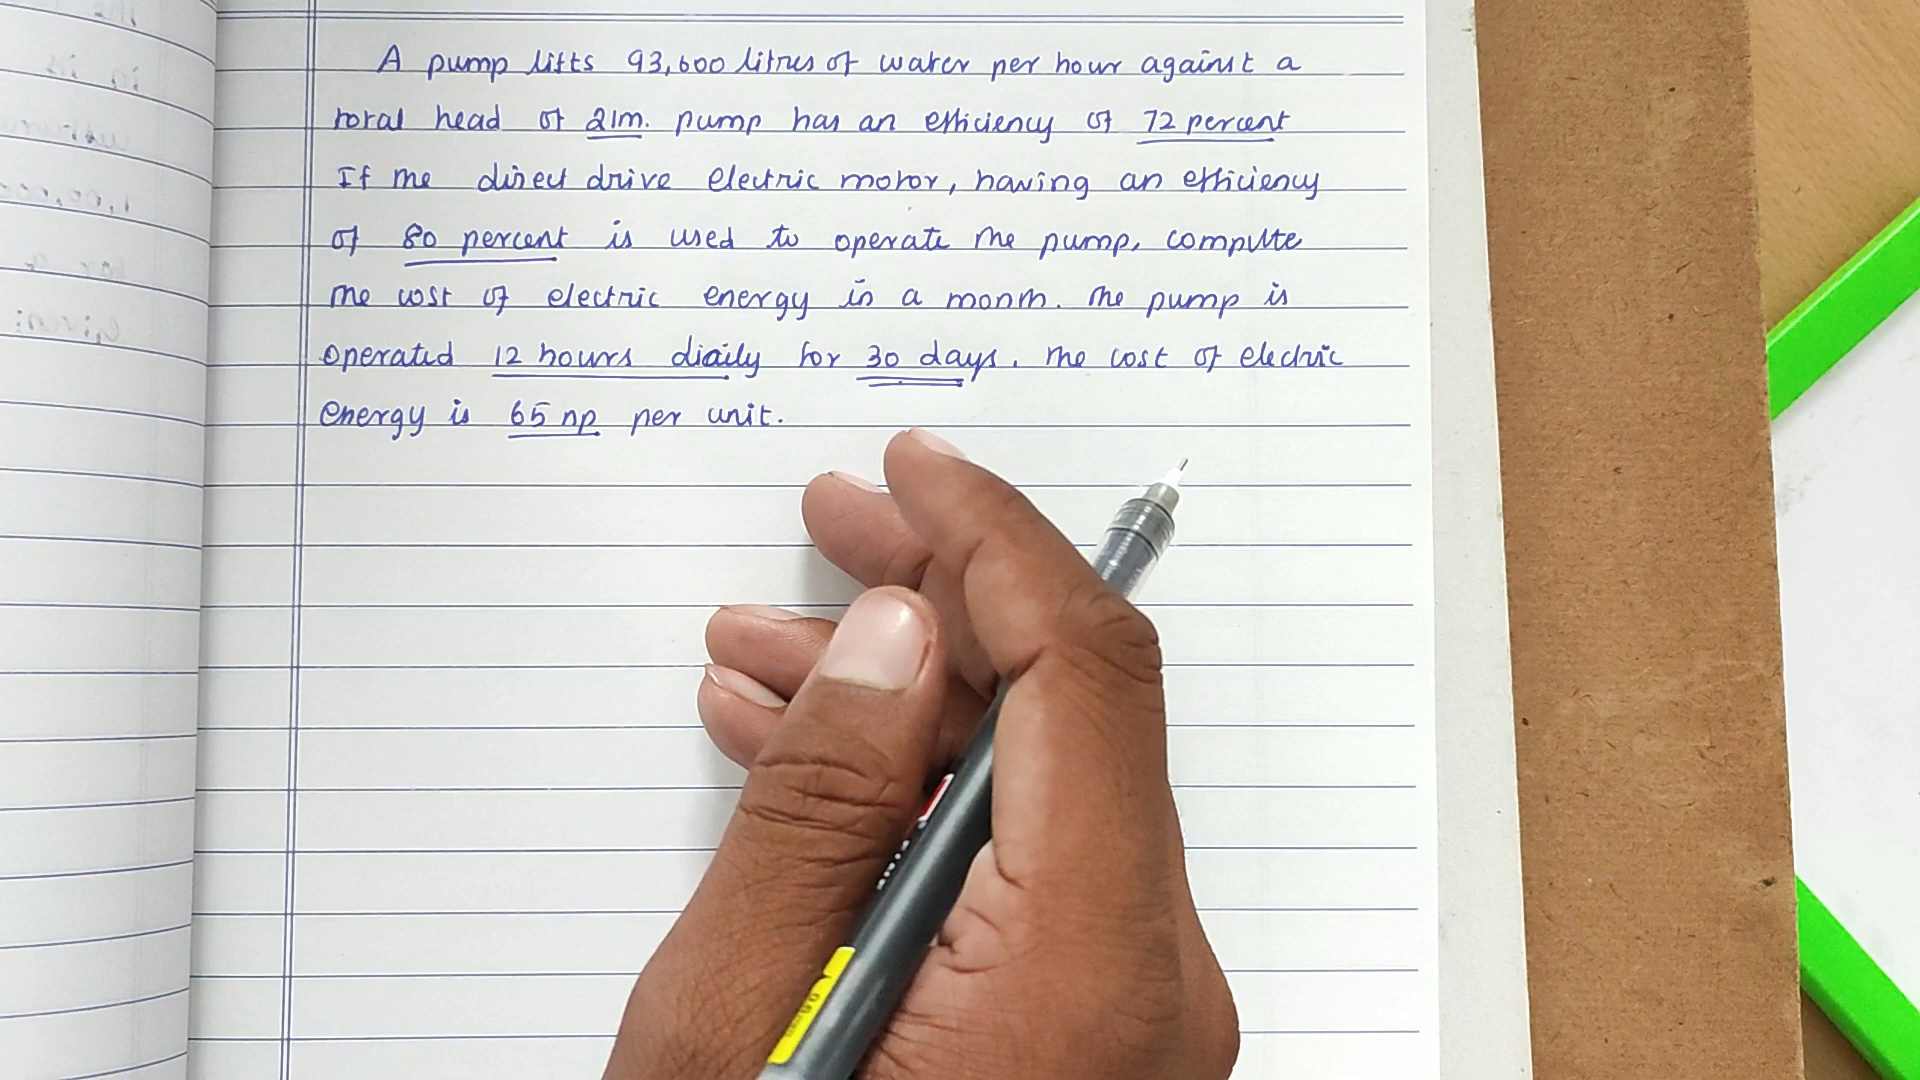 A pump lifts 93,600 litres of water per hour against a
total head of 21m. pump has an efficiency of 72 percent
If the direct drive electric motor, having an efficiency
of 80 percent is used to operate the pump, compute
the cost of electric energy in a month. The pump is
operated 12 hours diaily for 30 days. The cost of electric
energy is 65 np per unit.